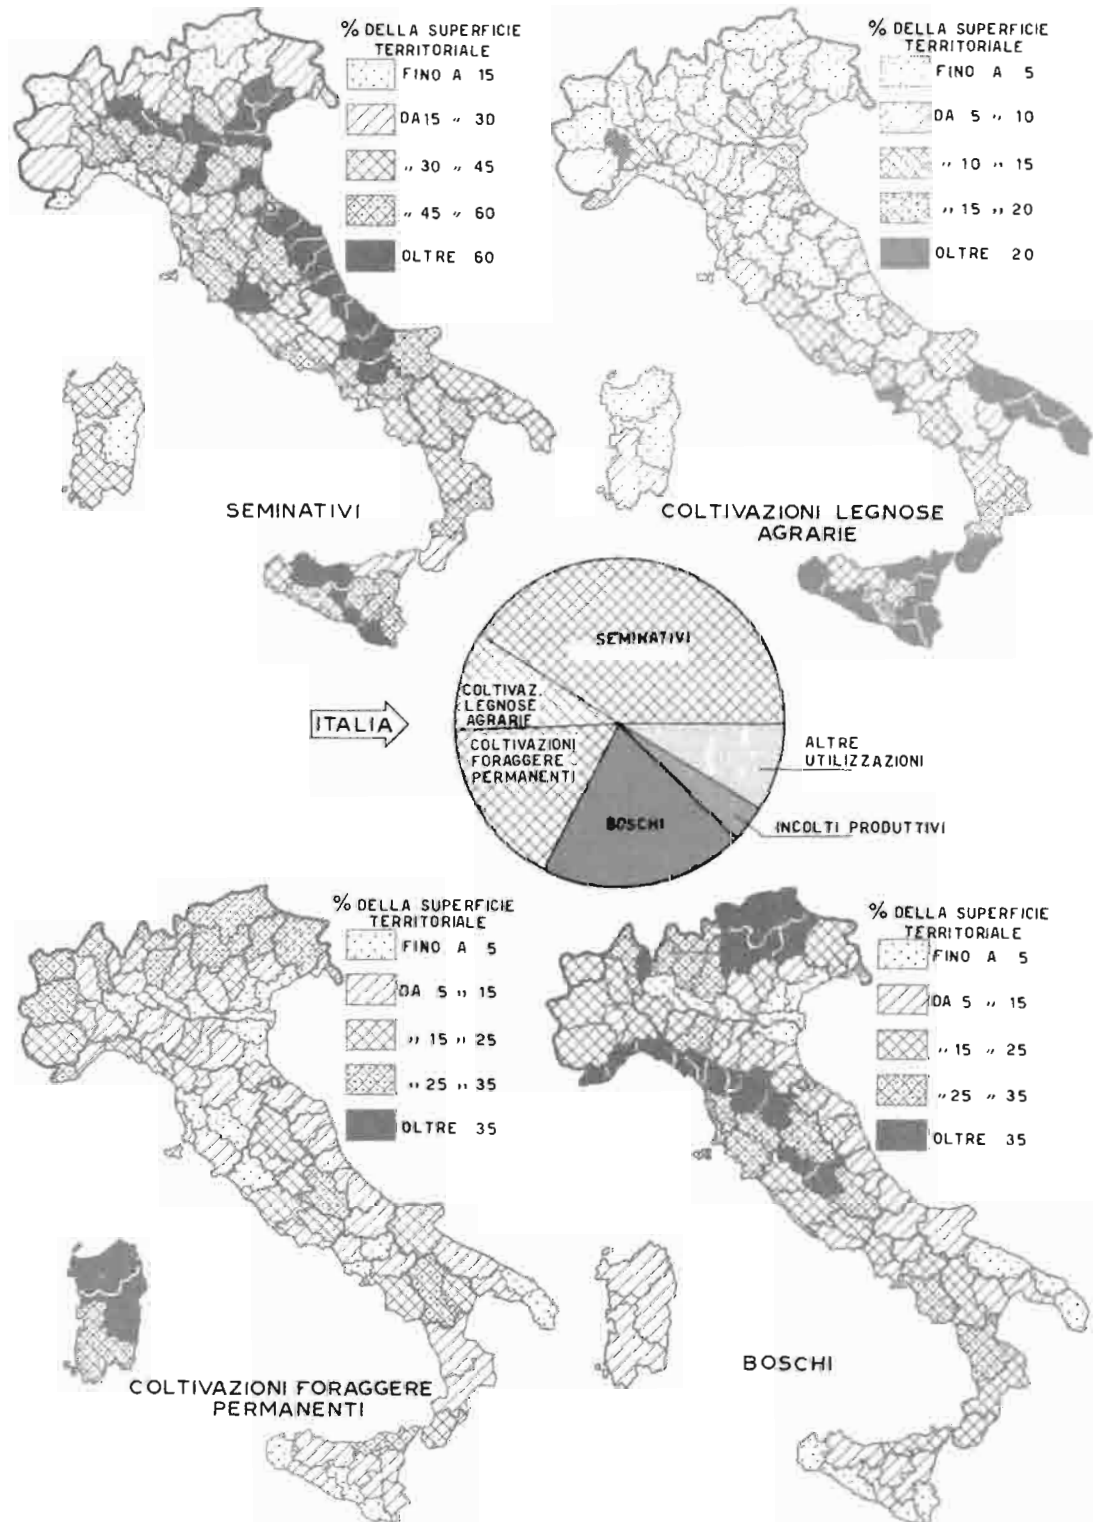 % DELLA SUPERFICIE
TERRITORIALE
FINO A 15
DA 15 " 30
" 30 " 45
" 45 " 60
OLTRE 60
SEMINATIVI
% DELLA SUPERFICIE
TERRITORIALE
FINO A 5
DA 5 " 10
" 10 " 15
" 15 " 20
OLTRE 20
COLTIVAZIONI LEGNOSE
AGRARIE
ITALIA
SEMINATIVI
COLTIVAZ.
LEGNOSE
AGRARIE
COLTIVAZIONI
FORAGGERE
PERMANENTI
BOSCHI
ALTRE
UTILIZZAZIONI
INCOLTI PRODUTTIVI
% DELLA SUPERFICIE
TERRITORIALE
FINO A 5
DA 5 " 15
" 15 " 25
" 25 " 35
OLTRE 35
COLTIVAZIONI FORAGGERE
PERMANENTI
% DELLA SUPERFICIE
TERRITORIALE
FINO A 5
DA 5 " 15
" 15 " 25
" 25 " 35
OLTRE 35
BOSCHI